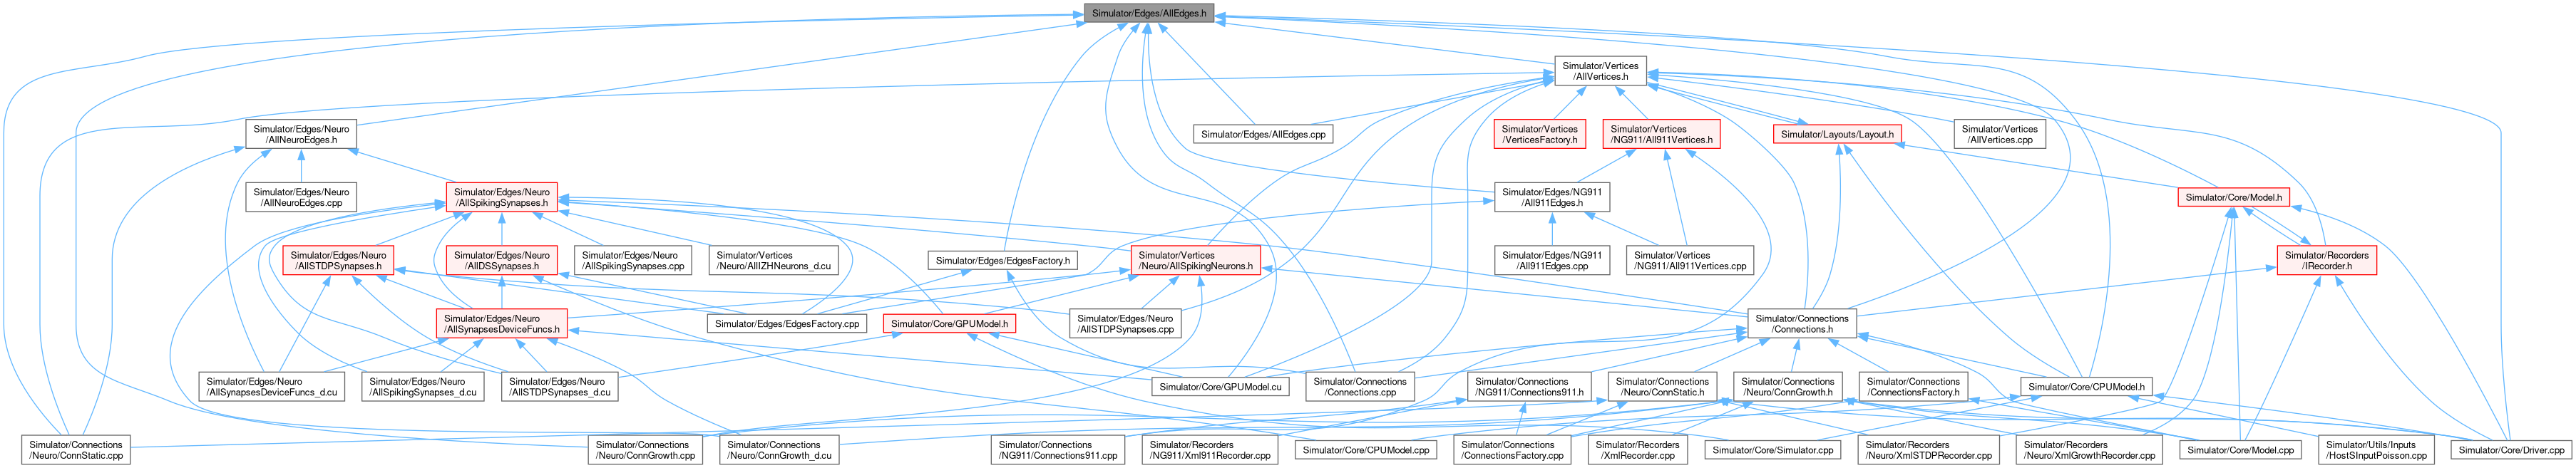 Simulator/Edges/AllEdges.h
Simulator/Vertices
/AllVertices.h
Simulator/Edges/Neuro
/AllNeuroEdges.h
Simulator/Edges/AllEdges.cpp
Simulator/Vertices
/VerticesFactory.h
Simulator/Vertices
/NG911/All911Vertices.h
Simulator/Layouts/Layout.h
Simulator/Vertices
/AllVertices.cpp
Simulator/Edges/Neuro
/AllNeuroEdges.cpp
Simulator/Edges/Neuro
/AllSpikingSynapses.h
Simulator/Edges/NG911
/All911Edges.h
Simulator/Core/Model.h
Simulator/Edges/Neuro
/AllSTDPSynapses.h
Simulator/Edges/Neuro
/AllDSSynapses.h
Simulator/Edges/Neuro
/AllSpikingSynapses.cpp
Simulator/Vertices
/Neuro/AllIZHNeurons_d.cu
Simulator/Edges/EdgesFactory.h
Simulator/Vertices
/Neuro/AllSpikingNeurons.h
Simulator/Edges/NG911
/All911Edges.cpp
Simulator/Vertices
/NG911/All911Vertices.cpp
Simulator/Recorders
/IRecorder.h
Simulator/Edges/Neuro
/AllSynapsesDeviceFuncs.h
Simulator/Edges/EdgesFactory.cpp
Simulator/Core/GPUModel.h
Simulator/Edges/Neuro
/AllSTDPSynapses.cpp
Simulator/Connections
/Connections.h
Simulator/Edges/Neuro
/AllSynapsesDeviceFuncs_d.cu
Simulator/Edges/Neuro
/AllSpikingSynapses_d.cu
Simulator/Edges/Neuro
/AllSTDPSynapses_d.cu
Simulator/Core/GPUModel.cu
Simulator/Connections
/Connections.cpp
Simulator/Connections
/NG911/Connections911.h
Simulator/Connections
/Neuro/ConnStatic.h
Simulator/Connections
/Neuro/ConnGrowth.h
Simulator/Connections
/ConnectionsFactory.h
Simulator/Core/CPUModel.h
Simulator/Connections
/Neuro/ConnStatic.cpp
Simulator/Connections
/Neuro/ConnGrowth.cpp
Simulator/Connections
/Neuro/ConnGrowth_d.cu
Simulator/Connections
/NG911/Connections911.cpp
Simulator/Recorders
/NG911/Xml911Recorder.cpp
Simulator/Core/CPUModel.cpp
Simulator/Connections
/ConnectionsFactory.cpp
Simulator/Recorders
/XmlRecorder.cpp
Simulator/Core/Simulator.cpp
Simulator/Recorders
/Neuro/XmlSTDPRecorder.cpp
Simulator/Recorders
/Neuro/XmlGrowthRecorder.cpp
Simulator/Core/Model.cpp
Simulator/Utils/Inputs
/HostSInputPoisson.cpp
Simulator/Core/Driver.cpp